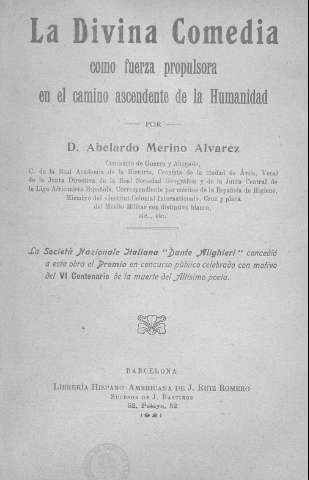 La Divina Comedia
como fuerza propulsora
en el camino ascendente de la Humanidad
POR
D. Abelardo Merino Alvarez
Comisario de Guerra y Abogado,
C. de la Real Academia de la Historia, Cronista de la ciudad de Avila, Vocal
de la Junta Directiva de la Real Sociedad Geográfica y de la Junta Central de
la Liga Africanista Española, Correspondiente por méritos de la Española de Higiene,
Miembro del «Institut Colonial International», Cruz y placa
del Mérito Militar con distintivo blanco,
etc., etc.
La Società Nazionale Italiana "Dante Alighieri" concedió
a esta obra el Premio en concurso público celebrado con motivo
del VI Centenario de la muerte del Altísimo poeta.
BARCELONA
LIBRERÍA HISPANO-AMERICANA DE J. RUIZ ROMERO
SUCESOR DE J. BASTINOS
52, Pelayo, 52
1921